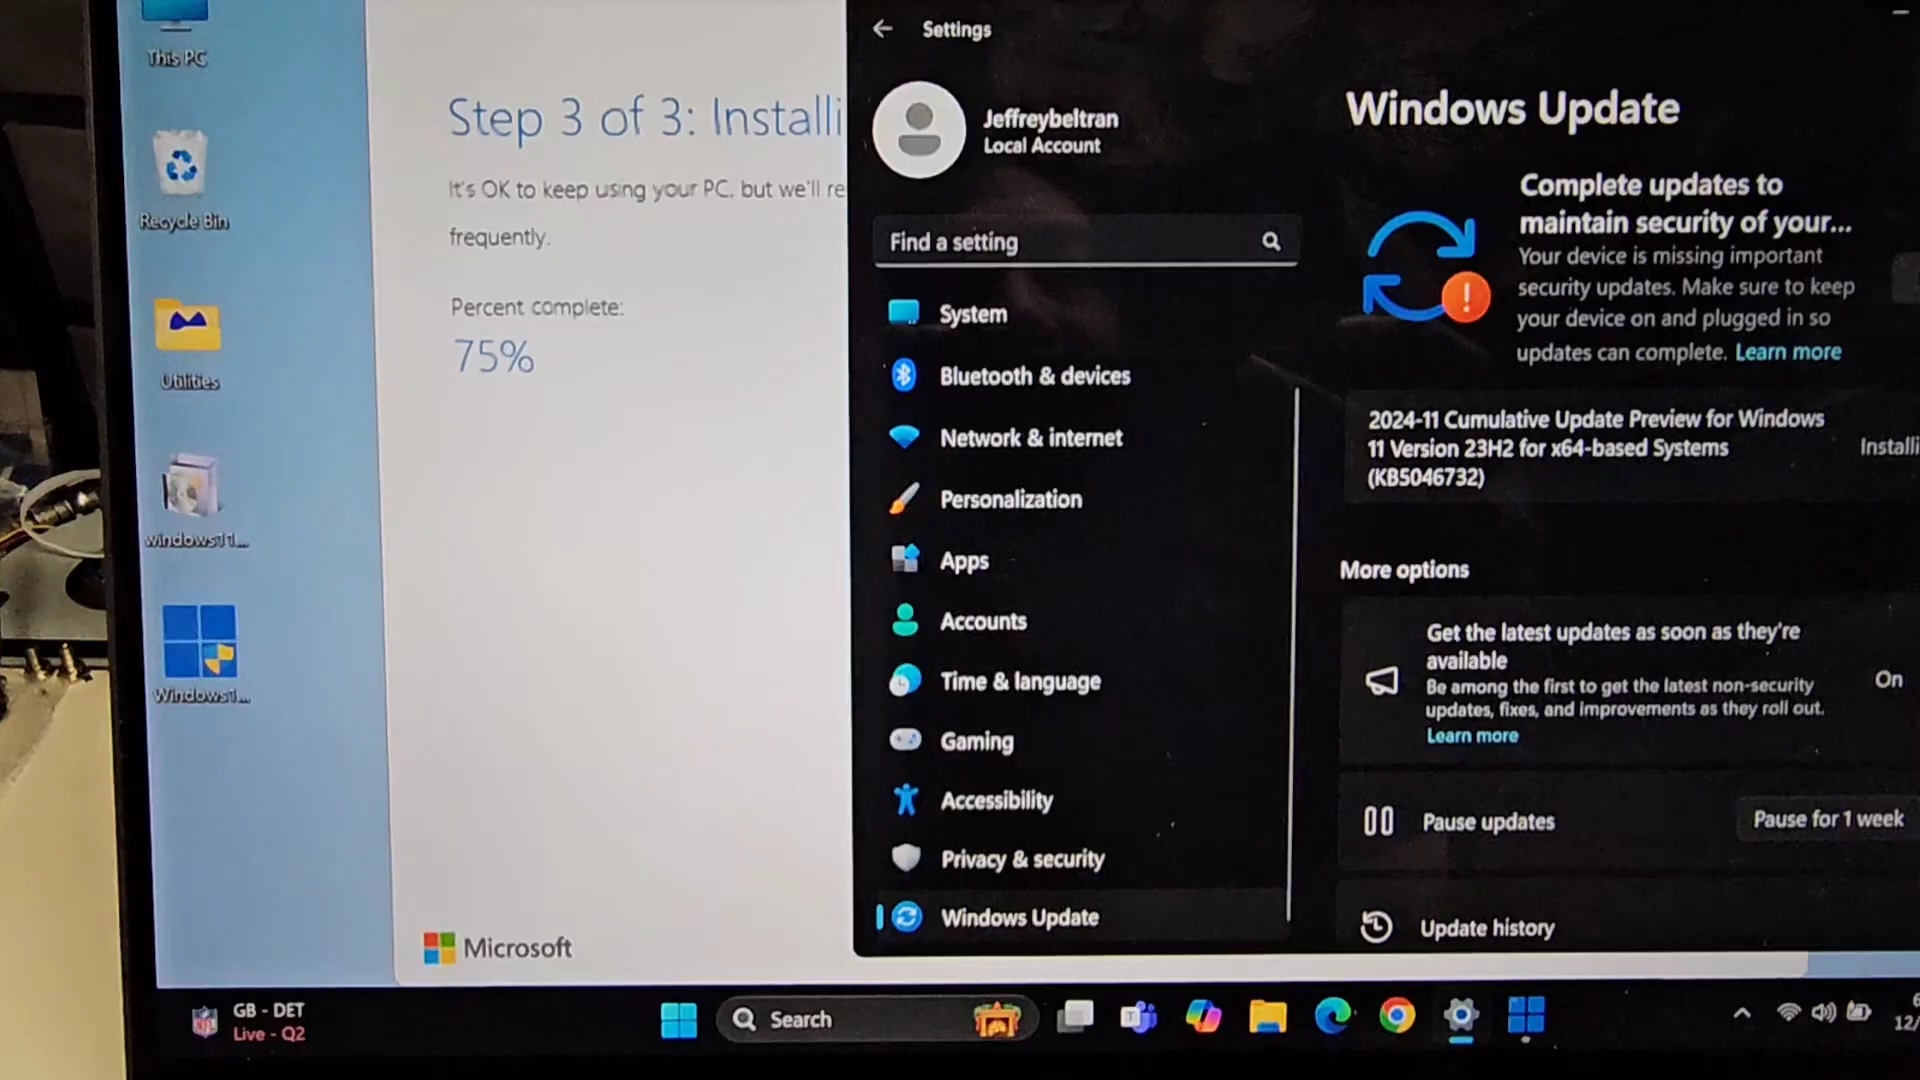 This PC
Recycle Bin
Utilities
windows11...
Windows1...
Step 3 of 3: Installi
It's OK to keep using your PC, but we'll re
frequently.
Percent complete:
75%
Microsoft
Settings
Jeffreybeltran
Local Account
Find a setting
System
Bluetooth & devices
Network & internet
Personalization
Apps
Accounts
Time & language
Gaming
Accessibility
Privacy & security
Windows Update
Windows Update
Complete updates to
maintain security of your...
Your device is missing important
security updates. Make sure to keep
your device on and plugged in so
updates can complete. Learn more
2024-11 Cumulative Update Preview for Windows
11 Version 23H2 for x64-based Systems
(KB5046732)
Installi
More options
Get the latest updates as soon as they're
available
Be among the first to get the latest non-security
updates, fixes, and improvements as they roll out.
Learn more
On
Pause updates
Pause for 1 week
Update history
GB - DET
Live - Q2
Search
6
12/